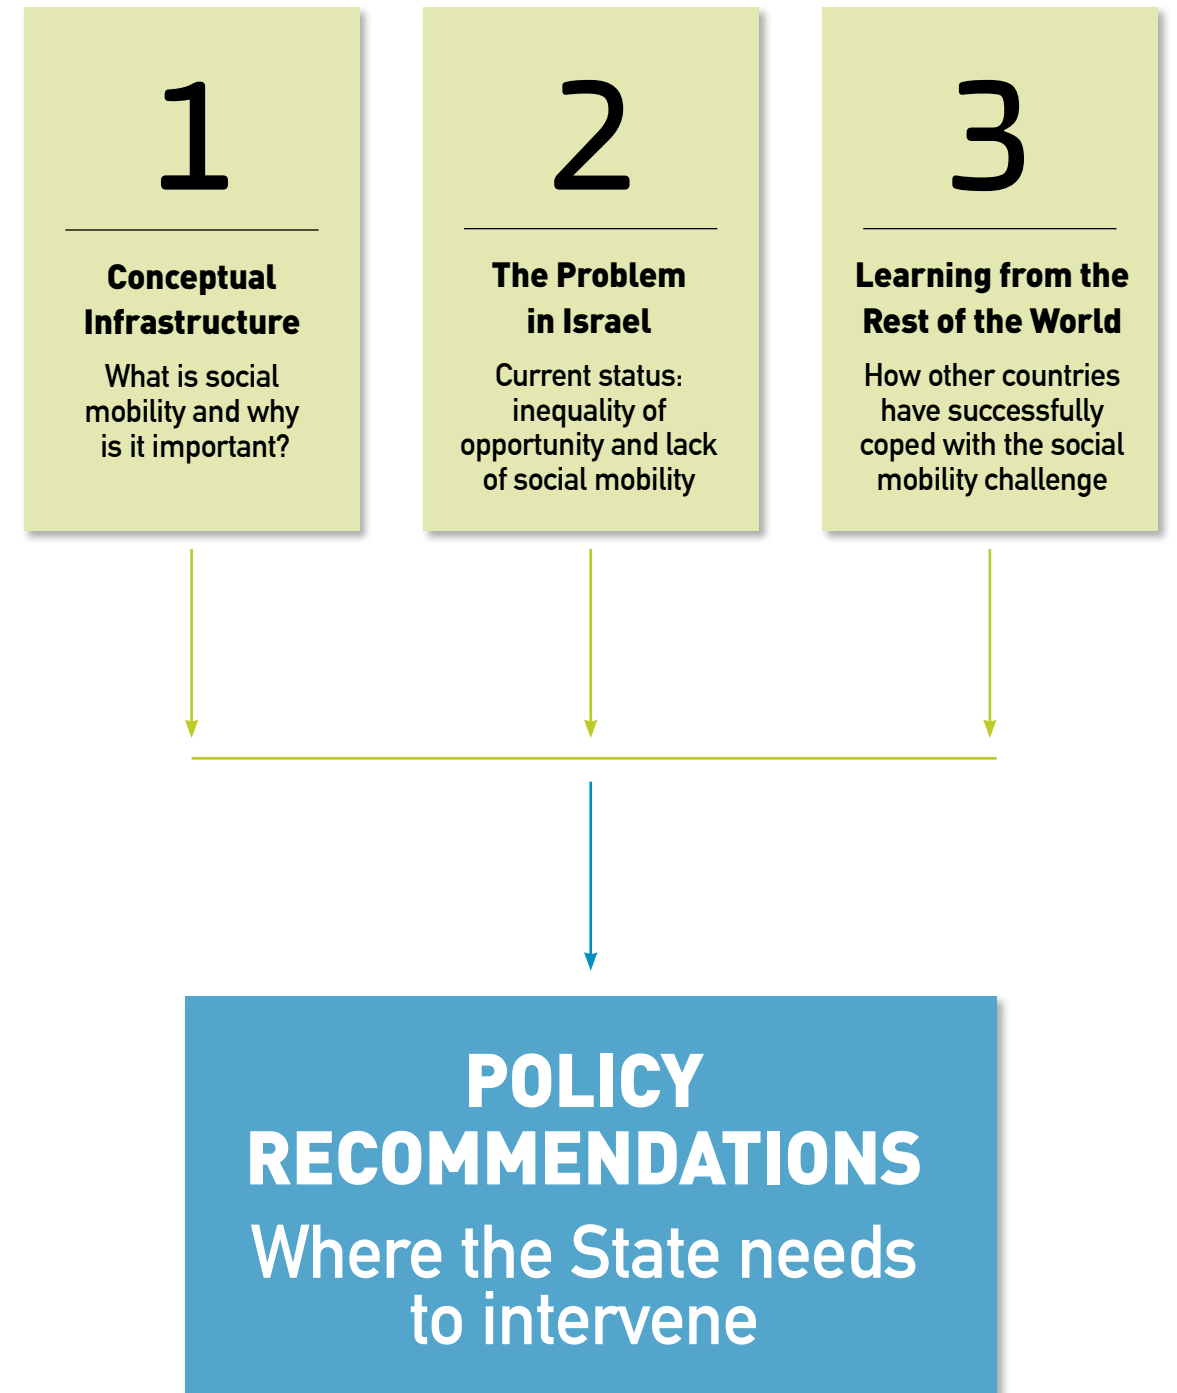 1
Conceptual
Infrastructure
What is social
mobility and why
is it important?
2
The Problem
in Israel
Current status:
inequality of
opportunity and lack
of social mobility
3
Learning from the
Rest of the World
How other countries
have successfully
coped with the social
mobility challenge
POLICY
RECOMMENDATIONS
Where the State needs
to intervene